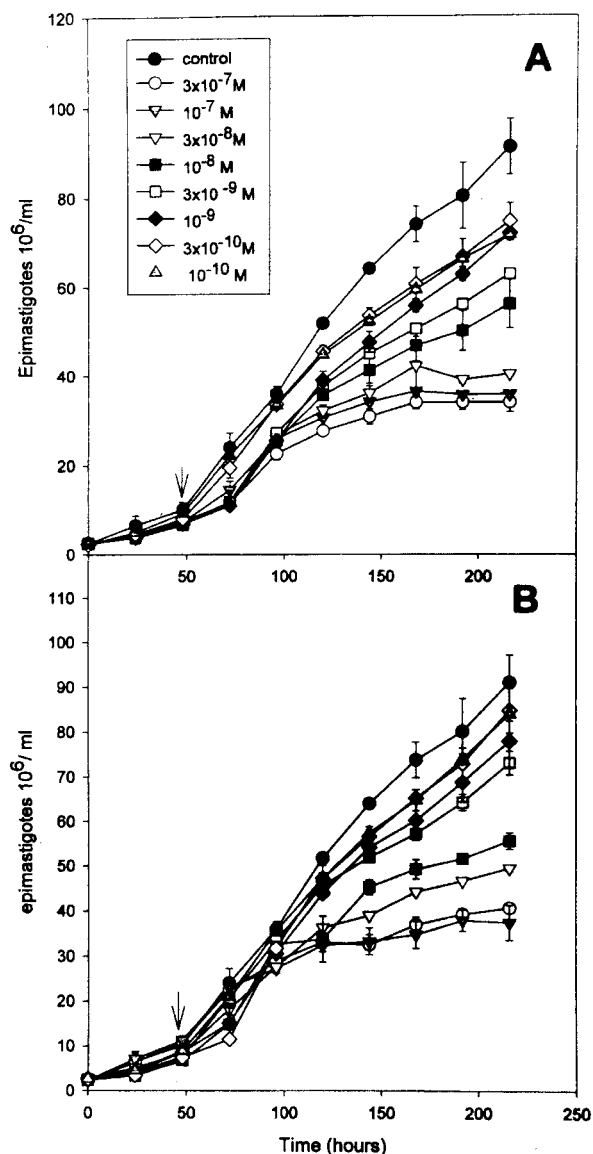 A
120
100
80
60
40
20
0
Epimastigotes 10⁶/ml
control
3x10⁻⁷M
10⁻⁷ M
3x10⁻⁸M
10⁻⁸ M
3x10⁻⁹ M
10⁻⁹
3x10⁻¹⁰M
10⁻¹⁰ M
0 50 100 150 200
B
110
100
90
80
70
60
50
40
30
20
10
0
epimastigotes 10⁶/ ml
0 50 100 150 200 250
Time (hours)